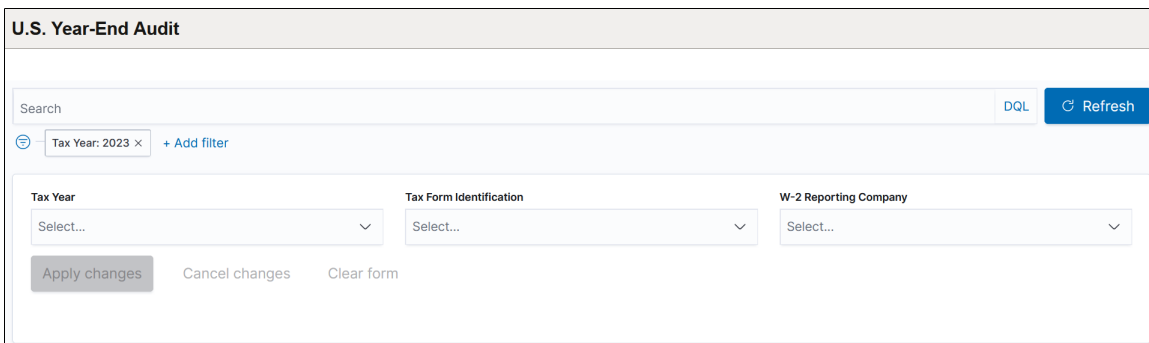 U.S. Year-End Audit
Search DQL Refresh
Tax Year: 2023 × + Add filter
Tax Year Tax Form Identification W-2 Reporting Company
Select... Select... Select...
Apply changes Cancel changes Clear form